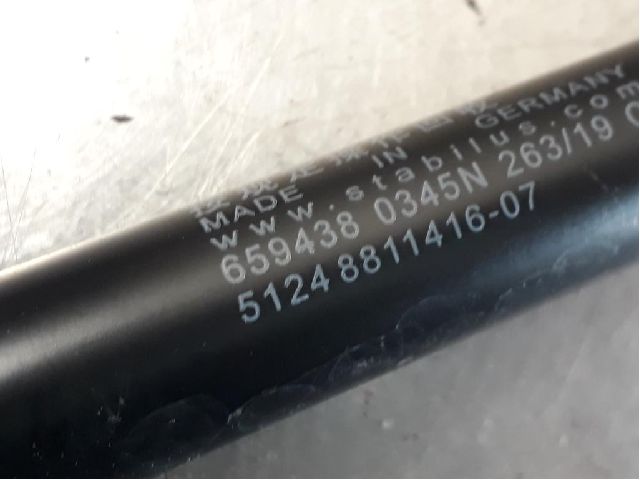 MADE IN GERMANY
www.stabilus.com
659438 0345N 263/19
5124 8811416-07